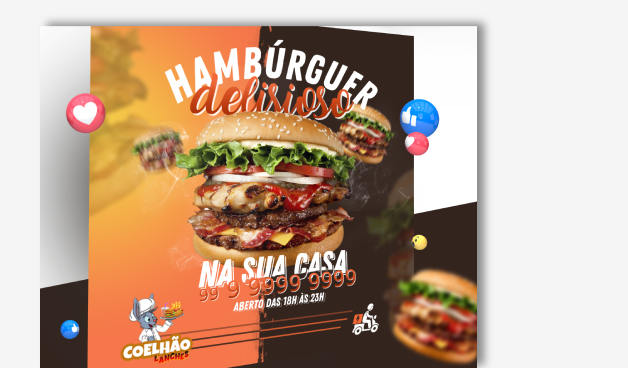 HAMBÚRGUER
delisioso
NA SUA CASA
99 9 9999 9999
ABERTO DAS 18H ÀS 23H
COELHÃO
LANCHES